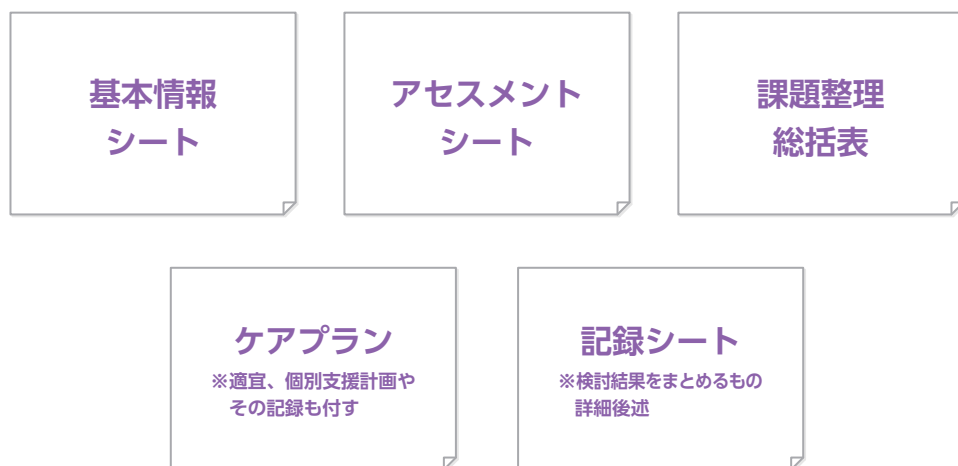 基本情報
シート
アセスメント
シート
課題整理
総括表
ケアプラン
※適宜、個別支援計画や
その記録も付す
記録シート
※検討結果をまとめるもの
詳細後述